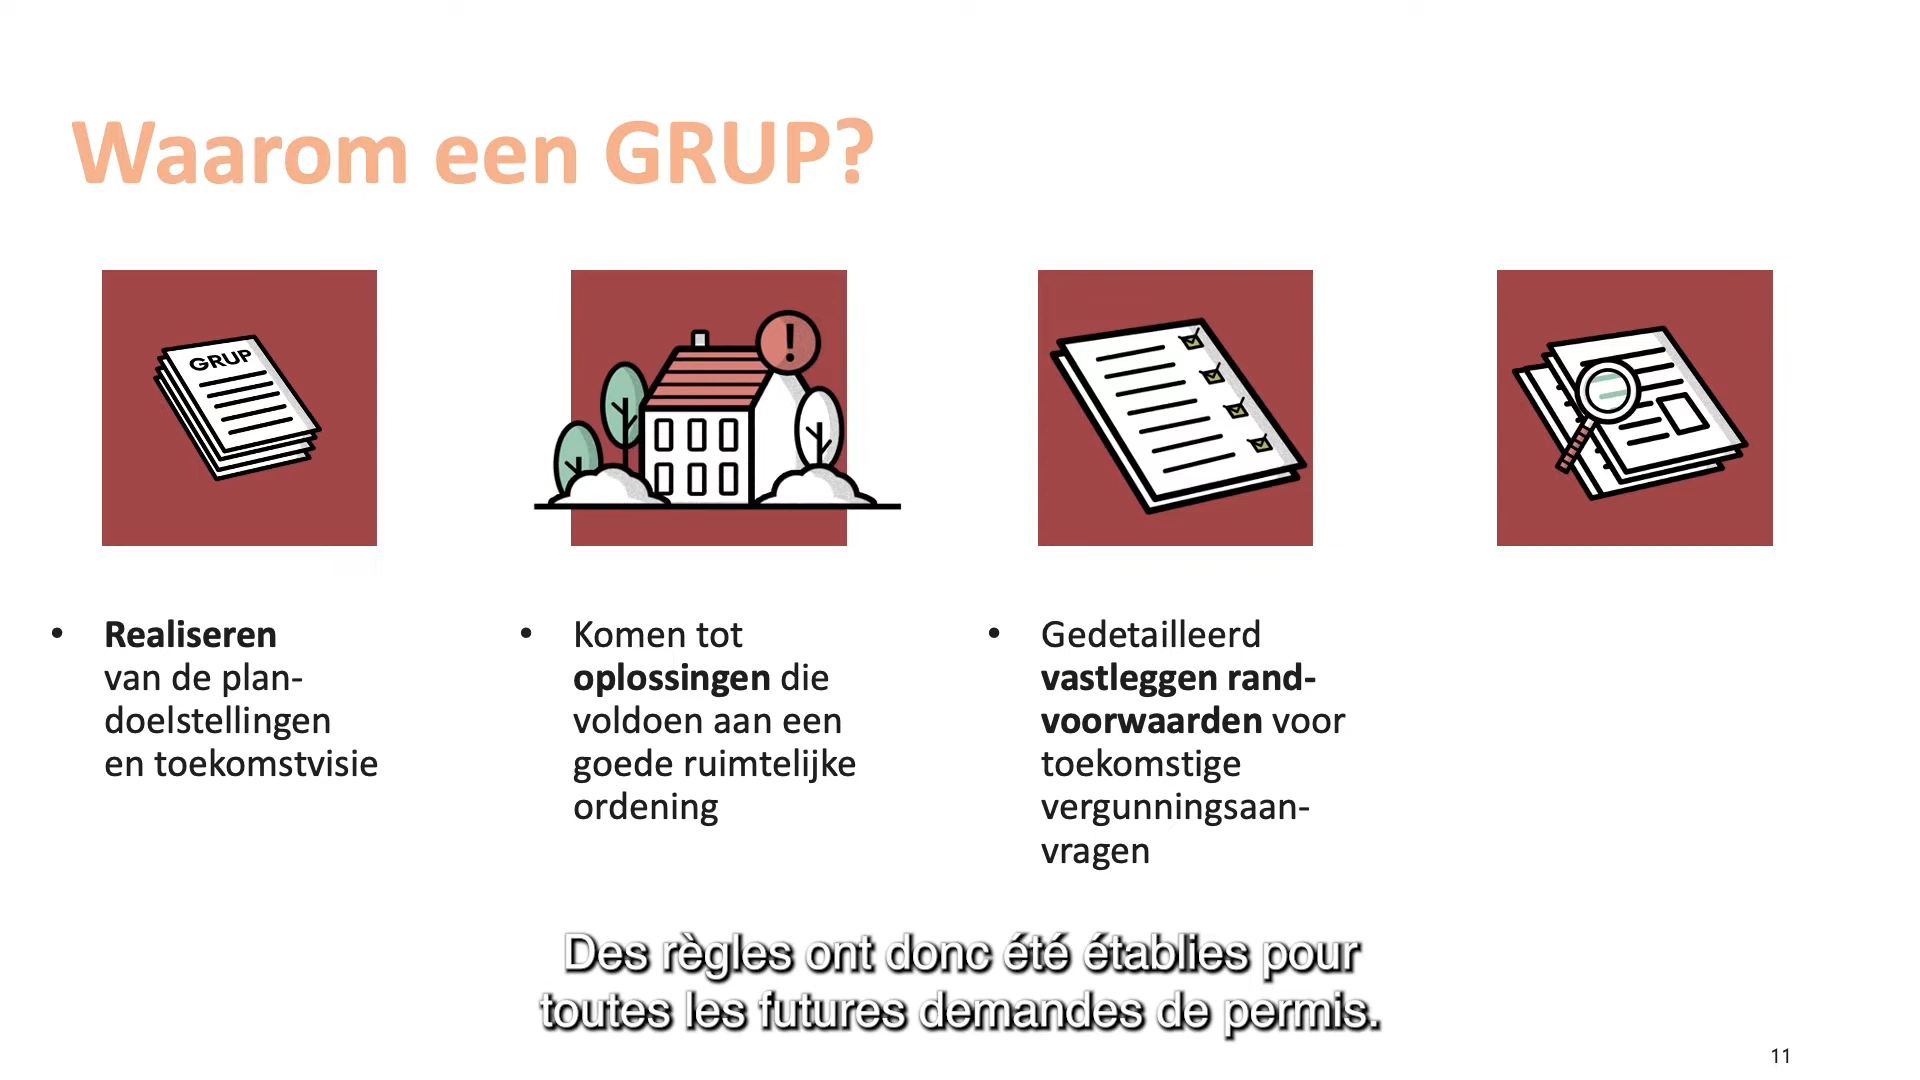 Waarom een GRUP?
GRUP
!
• Realiseren
van de plan-
doelstellingen
en toekomstvisie
• Komen tot
oplossingen die
voldoen aan een
goede ruimtelijke
ordening
• Gedetailleerd
vastleggen rand-
voorwaarden voor
toekomstige
vergunningsaan-
vragen
Des règles ont donc été établies pour
toutes les futures demandes de permis.
11